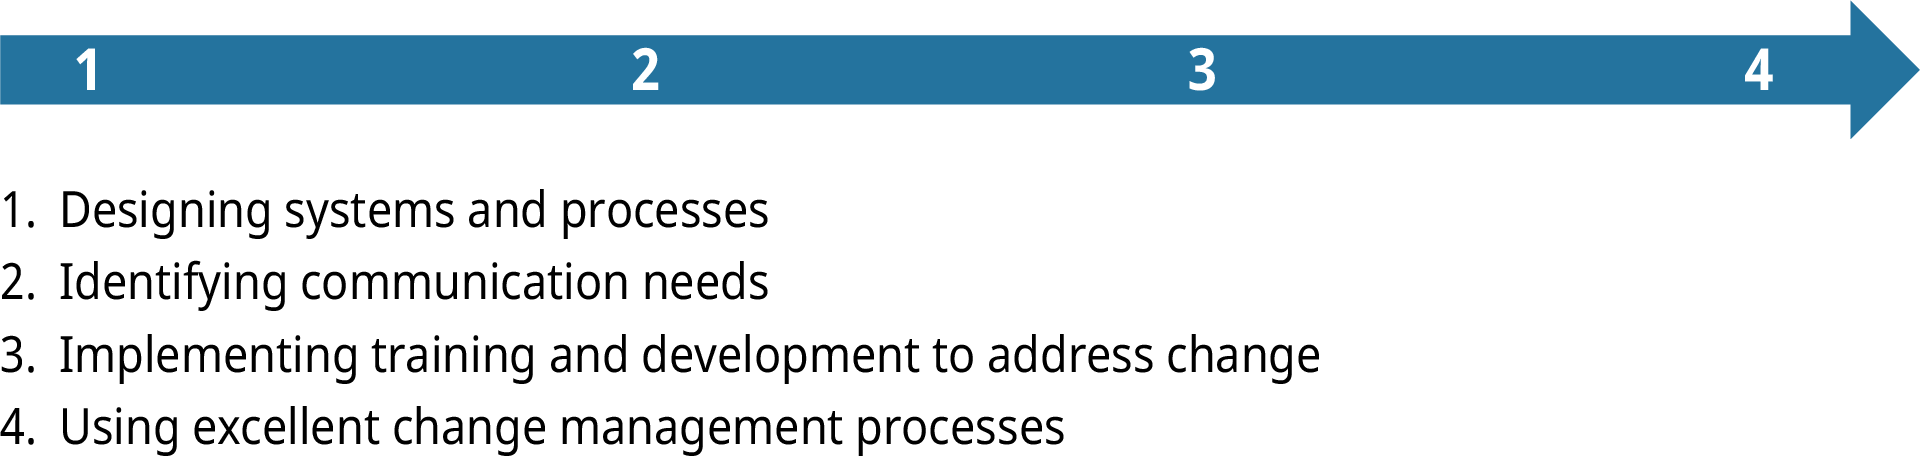 1 2 3 4
1. Designing systems and processes
2. Identifying communication needs
3. Implementing training and development to address change
4. Using excellent change management processes